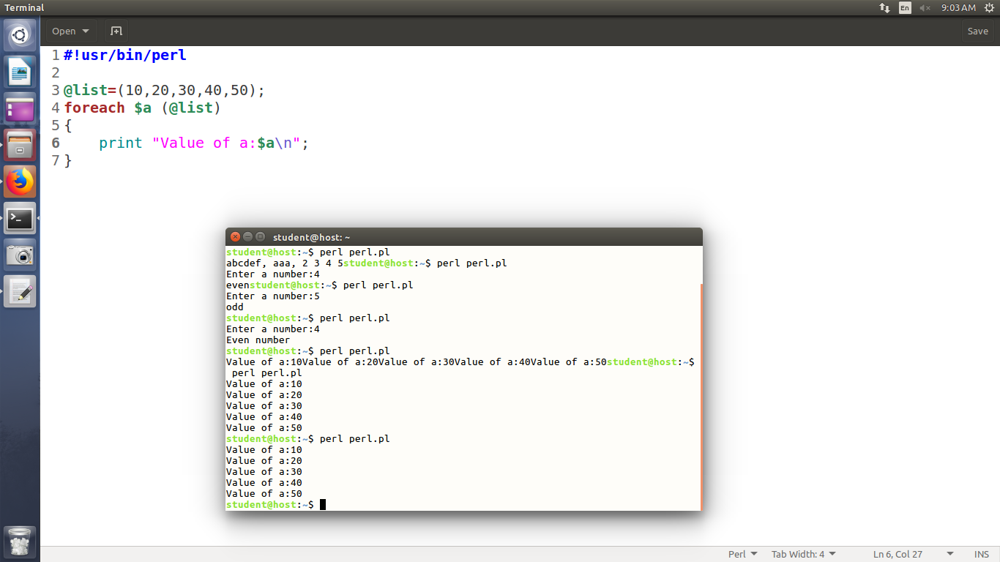 Terminal
En
9:03 AM
Open
Save
1 #!usr/bin/perl
2
3 @list=(10,20,30,40,50);
4 foreach $a (@list)
5 {
6     print "Value of a:$a\n";
7 }
student@host: ~
student@host:~$ perl perl.pl
abcdef, aaa, 2 3 4 5student@host:~$ perl perl.pl
Enter a number:4
evenstudent@host:~$ perl perl.pl
Enter a number:5
odd
student@host:~$ perl perl.pl
Enter a number:4
Even number
student@host:~$ perl perl.pl
Value of a:10Value of a:20Value of a:30Value of a:40Value of a:50student@host:~$
 perl perl.pl
Value of a:10
Value of a:20
Value of a:30
Value of a:40
Value of a:50
student@host:~$ perl perl.pl
Value of a:10
Value of a:20
Value of a:30
Value of a:40
Value of a:50
student@host:~$
Perl
Tab Width: 4
Ln 6, Col 27
INS